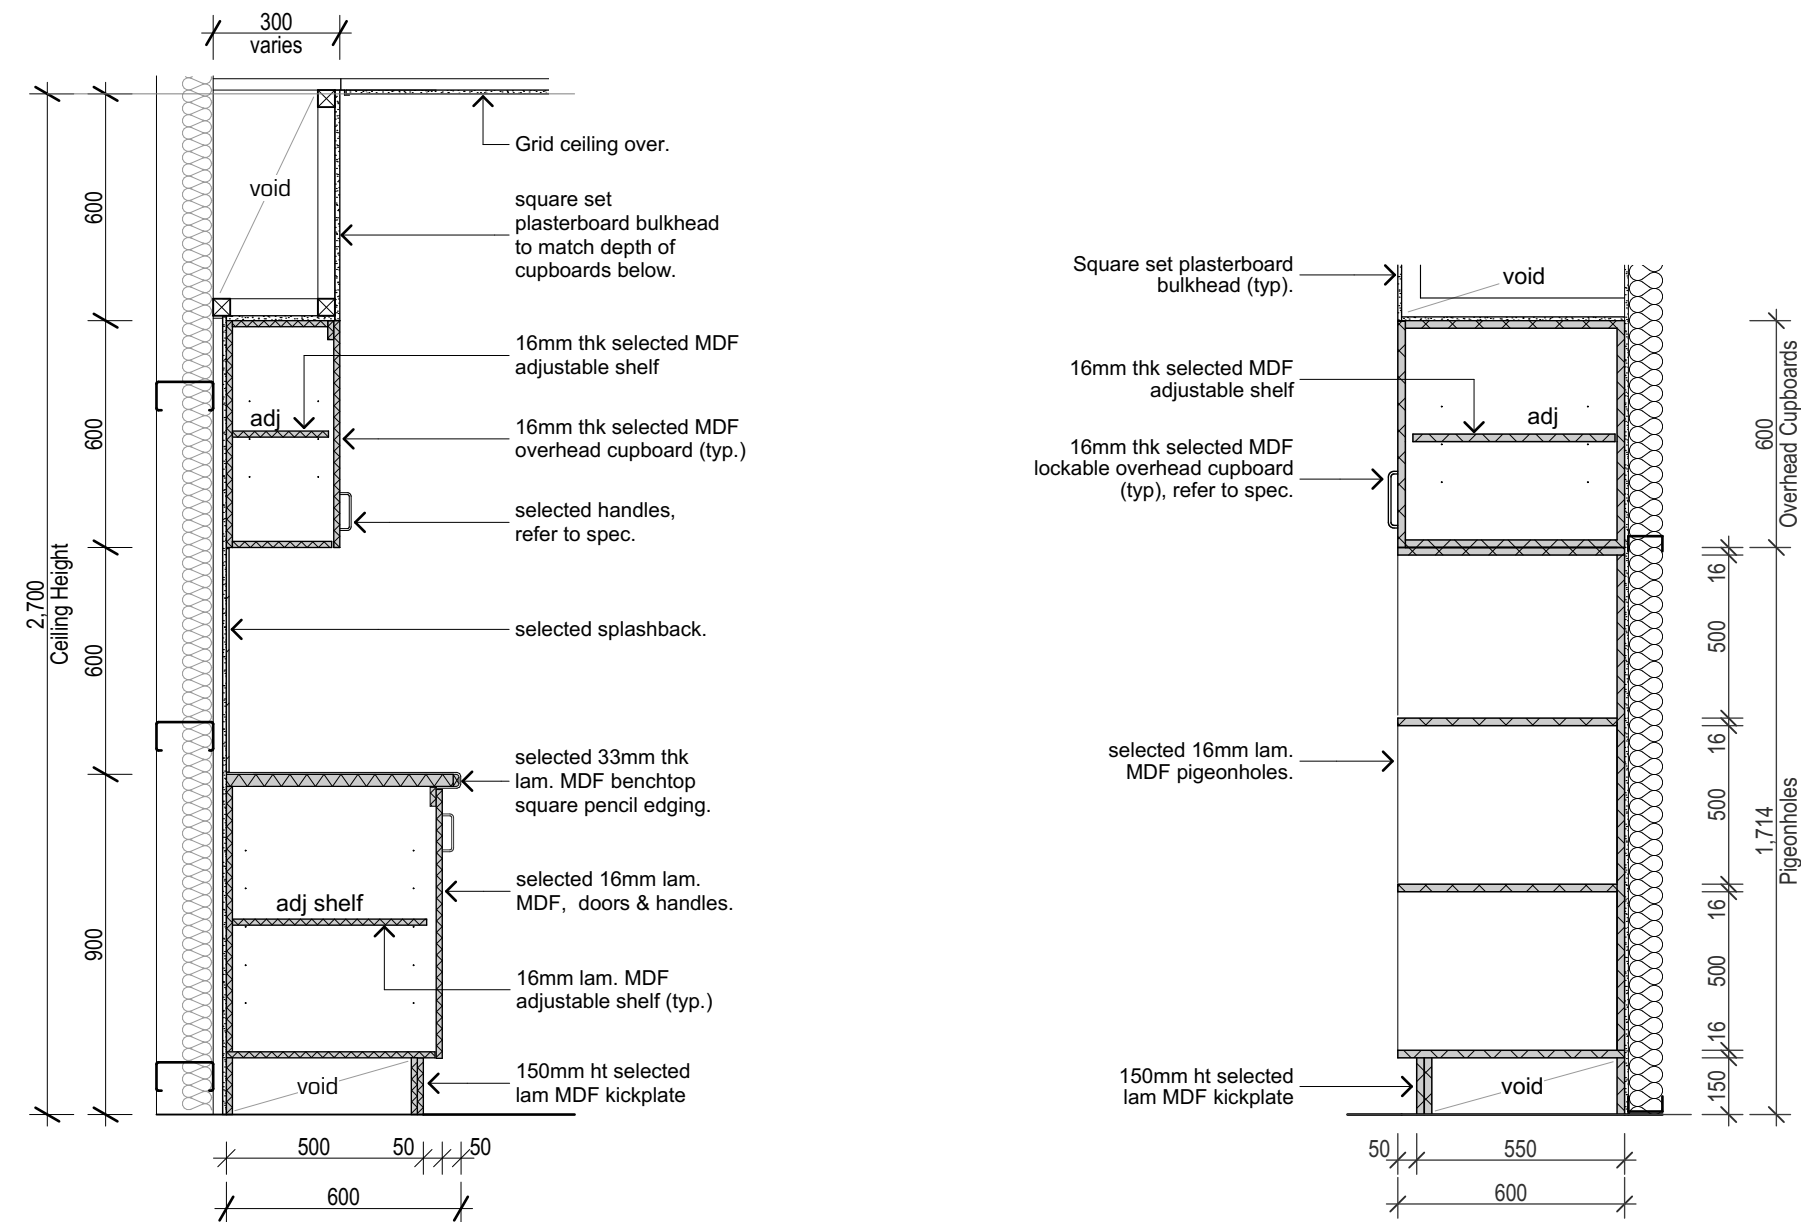 300
varies
Grid ceiling over.
void
square set
plasterboard bulkhead
to match depth of
cupboards below.
16mm thk selected MDF
adjustable shelf
adj
16mm thk selected MDF
overhead cupboard (typ.)
selected handles,
refer to spec.
selected splashback.
selected 33mm thk
lam. MDF benchtop
square pencil edging.
selected 16mm lam.
MDF,  doors & handles.
adj shelf
16mm lam. MDF
adjustable shelf (typ.)
150mm ht selected
lam MDF kickplate
void
2,700
Ceiling Height
600
600
600
900
500
50
50
600
Square set plasterboard
bulkhead (typ).
void
16mm thk selected MDF
adjustable shelf
adj
16mm thk selected MDF
lockable overhead cupboard
(typ), refer to spec.
selected 16mm lam.
MDF pigeonholes.
150mm ht selected
lam MDF kickplate
void
16
500
16
500
16
500
16
150
600
Overhead Cupboards
1,714
Pigeonholes
50
550
600